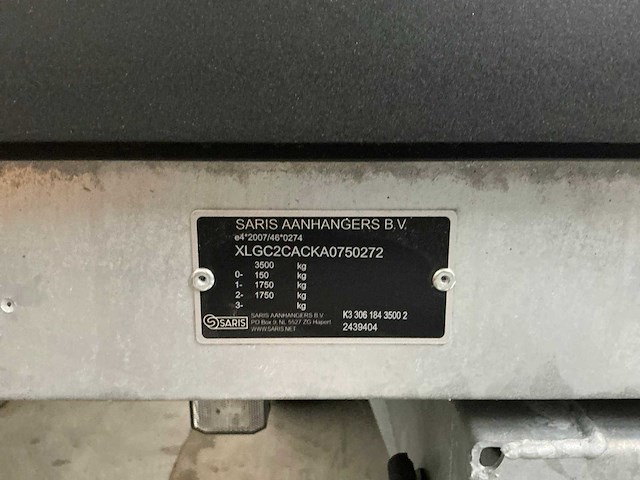 SARIS AANHANGERS B.V.
e4*2007/46*0274
XLGC2CACKA0750272
3500 kg
0- 150 kg
1- 1750 kg
2- 1750 kg
3- kg
SARIS
SARIS AANHANGERS B.V.
PO Box 9, NL 5527 ZG Hapert
WWW.SARIS.NET
K3 306 184 3500 2
2439404